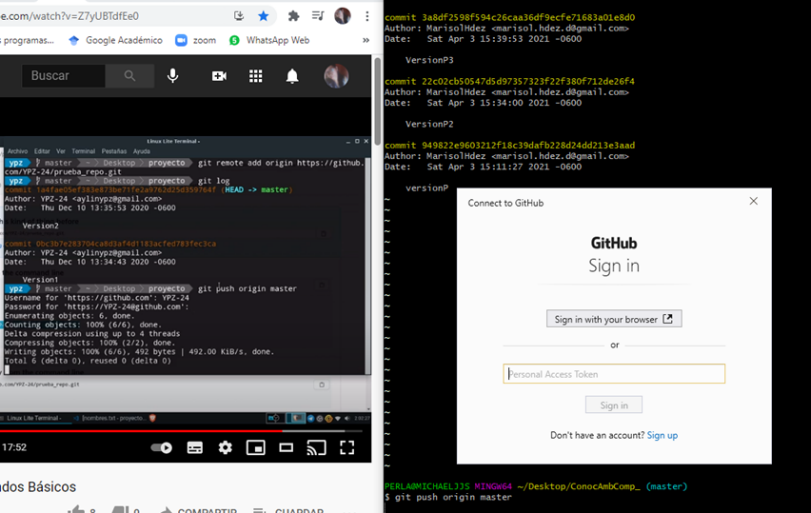 e.com/watch?v=Z7yUBTdfEe0
s programas...
Google Académico
zoom
WhatsApp Web
»
Buscar
Linux Lite Terminal -
Archivo Editar Ver Terminal Pestañas Ayuda
ypz master ~ Desktop proyecto git remote add origin https://github.
com/YPZ-24/prueba_repo.git
ypz master ~ Desktop proyecto git log
commit 1a4fae05ef383e873be71fe2a9762d25d359764f (HEAD -> master)
Author: YPZ-24 <aylinypz@gmail.com>
Date: Thu Dec 10 13:35:53 2020 -0600
Version2
commit 0bc3b7e283704ca8d3af4d1183acfed783fec3ca
Author: YPZ-24 <aylinypz@gmail.com>
Date: Thu Dec 10 13:34:43 2020 -0600
Version1
ypz master ~ Desktop proyecto git push origin master
Username for 'https://github.com': YPZ-24
Password for 'https://YPZ-24@github.com':
Enumerating objects: 6, done.
Counting objects: 100% (6/6), done.
Delta compression using up to 4 threads
Compressing objects: 100% (2/2), done.
Writing objects: 100% (6/6), 492 bytes | 492.00 KiB/s, done.
Total 6 (delta 0), reused 0 (delta 0)
e.com/YPZ-24/prueba_repo.git
Linux Lite Terminal -
nombres.txt - proyecto...
17:52
dos Básicos
8
0
COMPARTIR
GUARDAR
commit 3a8df2598f594c26caa36df9ecfe71683a01e8d0
Author: MarisolHdez <marisol.hdez.d@gmail.com>
Date: Sat Apr 3 15:39:53 2021 -0600
VersionP3
commit 22c02cb50547d5d97357323f22f380f712de26f4
Author: MarisolHdez <marisol.hdez.d@gmail.com>
Date: Sat Apr 3 15:34:00 2021 -0600
VersionP2
commit 949822e9603212f18c39dafb228d24dd213e3aad
Author: MarisolHdez <marisol.hdez.d@gmail.com>
Date: Sat Apr 3 15:11:27 2021 -0600
versionP
Connect to GitHub
GitHub
Sign in
Sign in with your browser
or
Personal Access Token
Sign in
Don't have an account? Sign up
PERLA@MICHAELJJS MINGW64 ~/Desktop/ConocAmbComp_ (master)
$ git push origin master